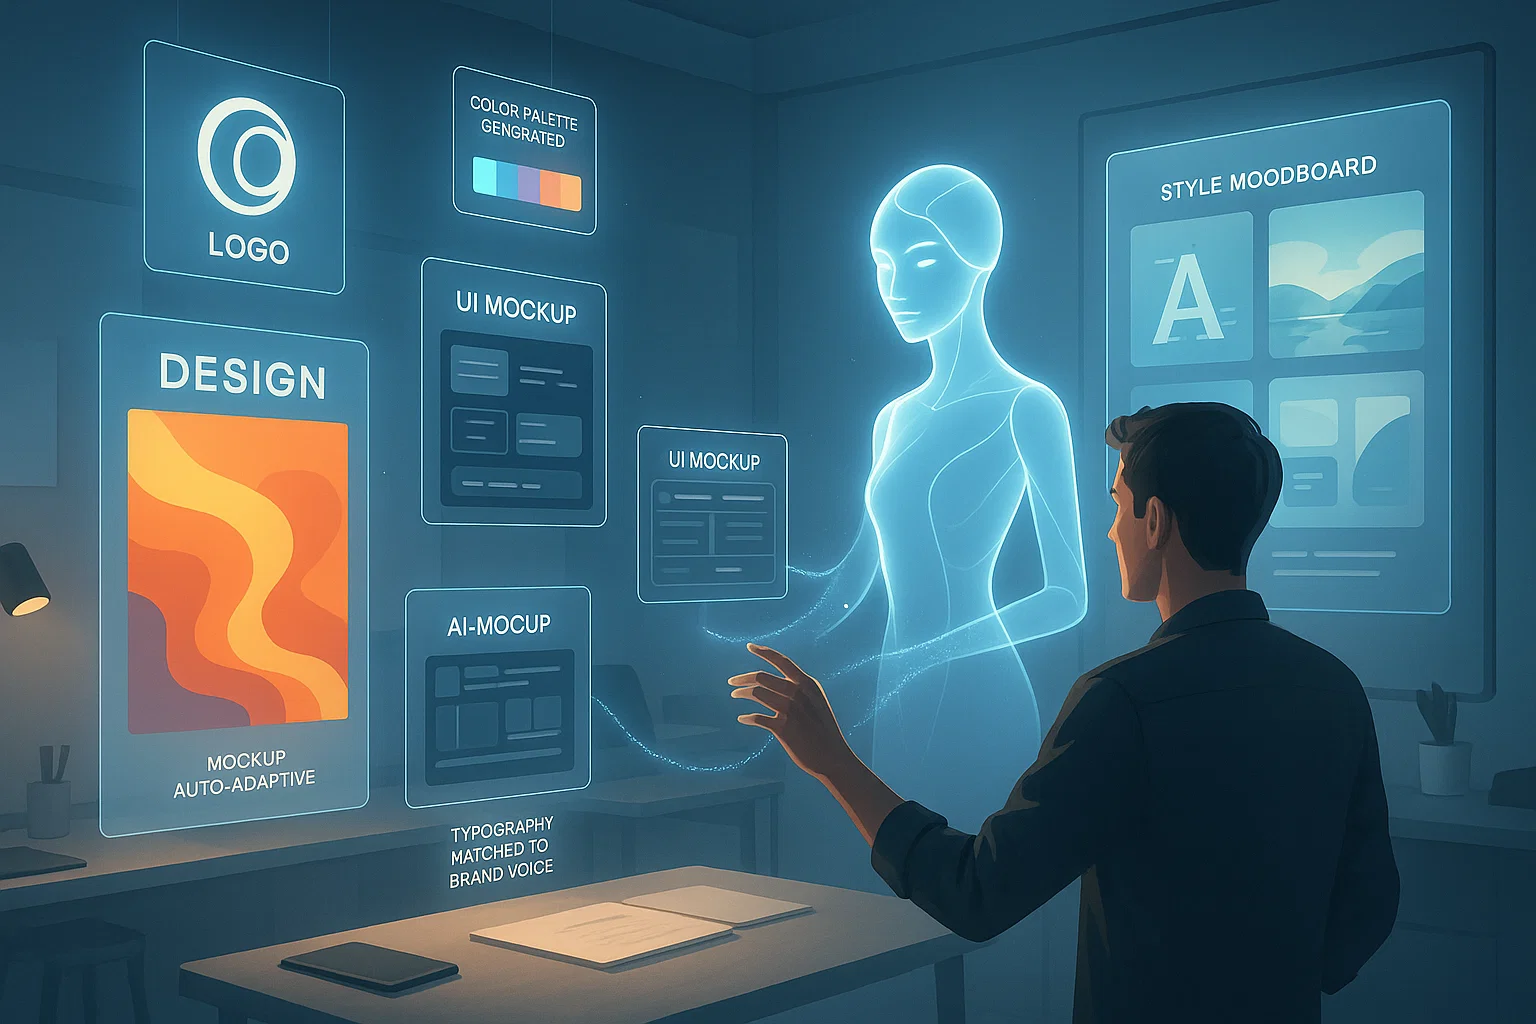 LOGO
COLOR PALETTE
GENGRATED
STYLE MOODBOARD
A
UI MOCKUP
DESIGN
UI MOCKUP
AI-MOCUP
MOCKUP
AUTO-ADAPTIVE
TYPOGRAPHY
MATCHED TO
BRAND VOICE